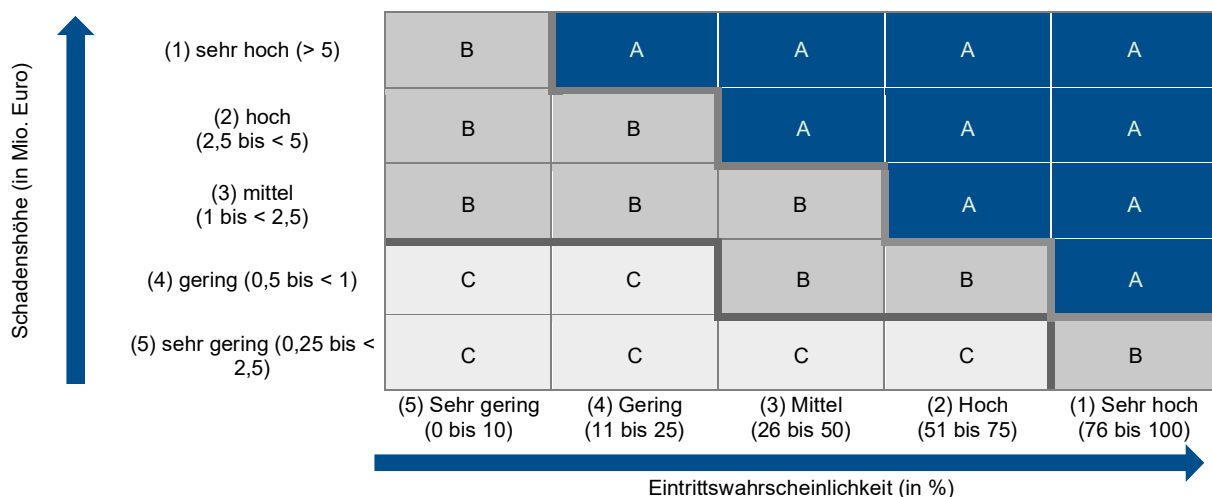 Schadenshöhe (in Mio. Euro)
(1) sehr hoch (> 5)
B
A
A
A
A
(2) hoch
(2,5 bis < 5)
B
B
A
A
A
(3) mittel
(1 bis < 2,5)
B
B
B
A
A
(4) gering (0,5 bis < 1)
C
C
B
B
A
(5) sehr gering (0,25 bis <
2,5)
C
C
C
C
B
(5) Sehr gering
(0 bis 10)
(4) Gering
(11 bis 25)
(3) Mittel
(26 bis 50)
(2) Hoch
(51 bis 75)
(1) Sehr hoch
(76 bis 100)
Eintrittswahrscheinlichkeit (in %)